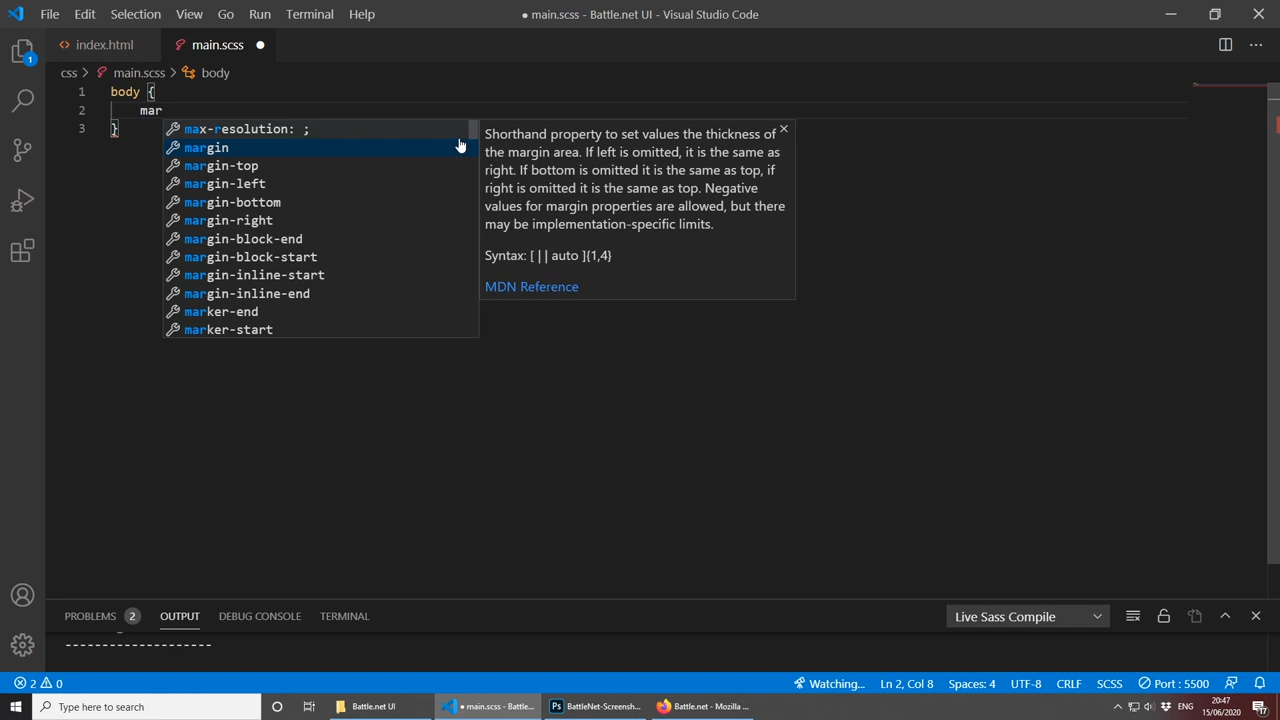 File Edit Selection View Go Run Terminal Help ● main.scss - Battle.net UI - Visual Studio Code
index.html main.scss ●
css > main.scss > body
1 body {
2 mar
3 }
max-resolution: ;
margin
margin-top
margin-left
margin-bottom
margin-right
margin-block-end
margin-block-start
margin-inline-start
margin-inline-end
marker-end
marker-start
Shorthand property to set values the thickness of
the margin area. If left is omitted, it is the same as
right. If bottom is omitted it is the same as top, if
right is omitted it is the same as top. Negative
values for margin properties are allowed, but there
may be implementation-specific limits.
Syntax: [ | | auto ]{1,4}
MDN Reference
1
PROBLEMS 2 OUTPUT DEBUG CONSOLE TERMINAL Live Sass Compile
--------------------
2 0 Watching... Ln 2, Col 8 Spaces: 4 UTF-8 CRLF SCSS Port : 5500
Type here to search Battle.net UI ● main.scss - Battle... BattleNet-Screensh... Battle.net - Mozilla ... ENG 20:47
15/06/2020 17